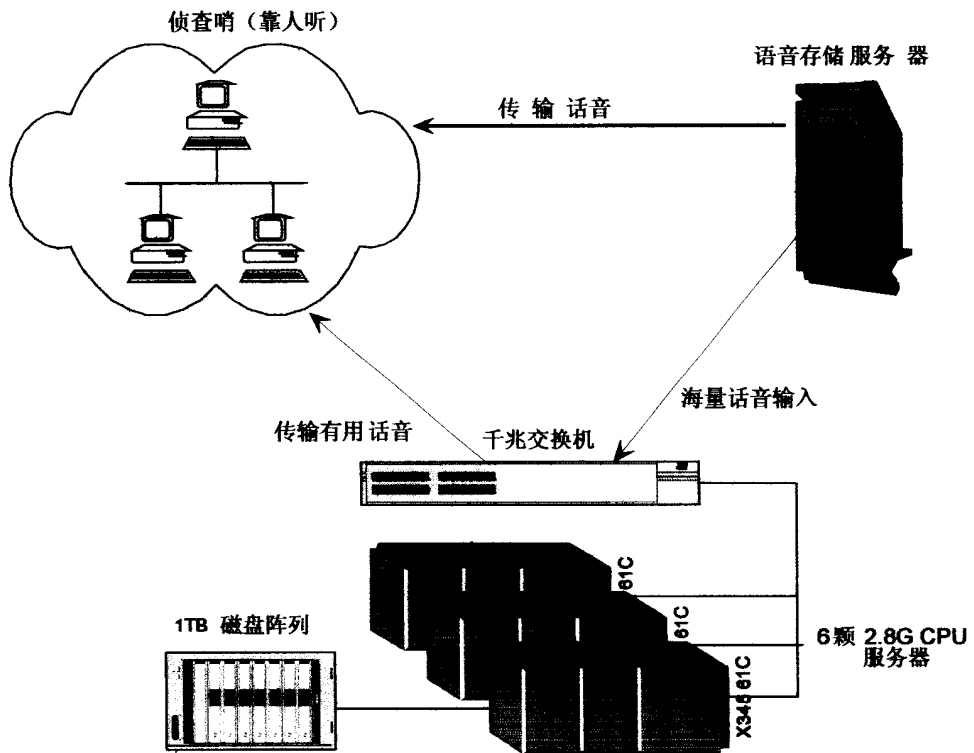 侦查哨（靠人听）
语音存储 服务 器
传 输 话音
海量话音输入
传输有用 话音
千兆交换机
61C
61C
X345 61C
1TB 磁盘阵列
6颗 2.8G CPU
服务器